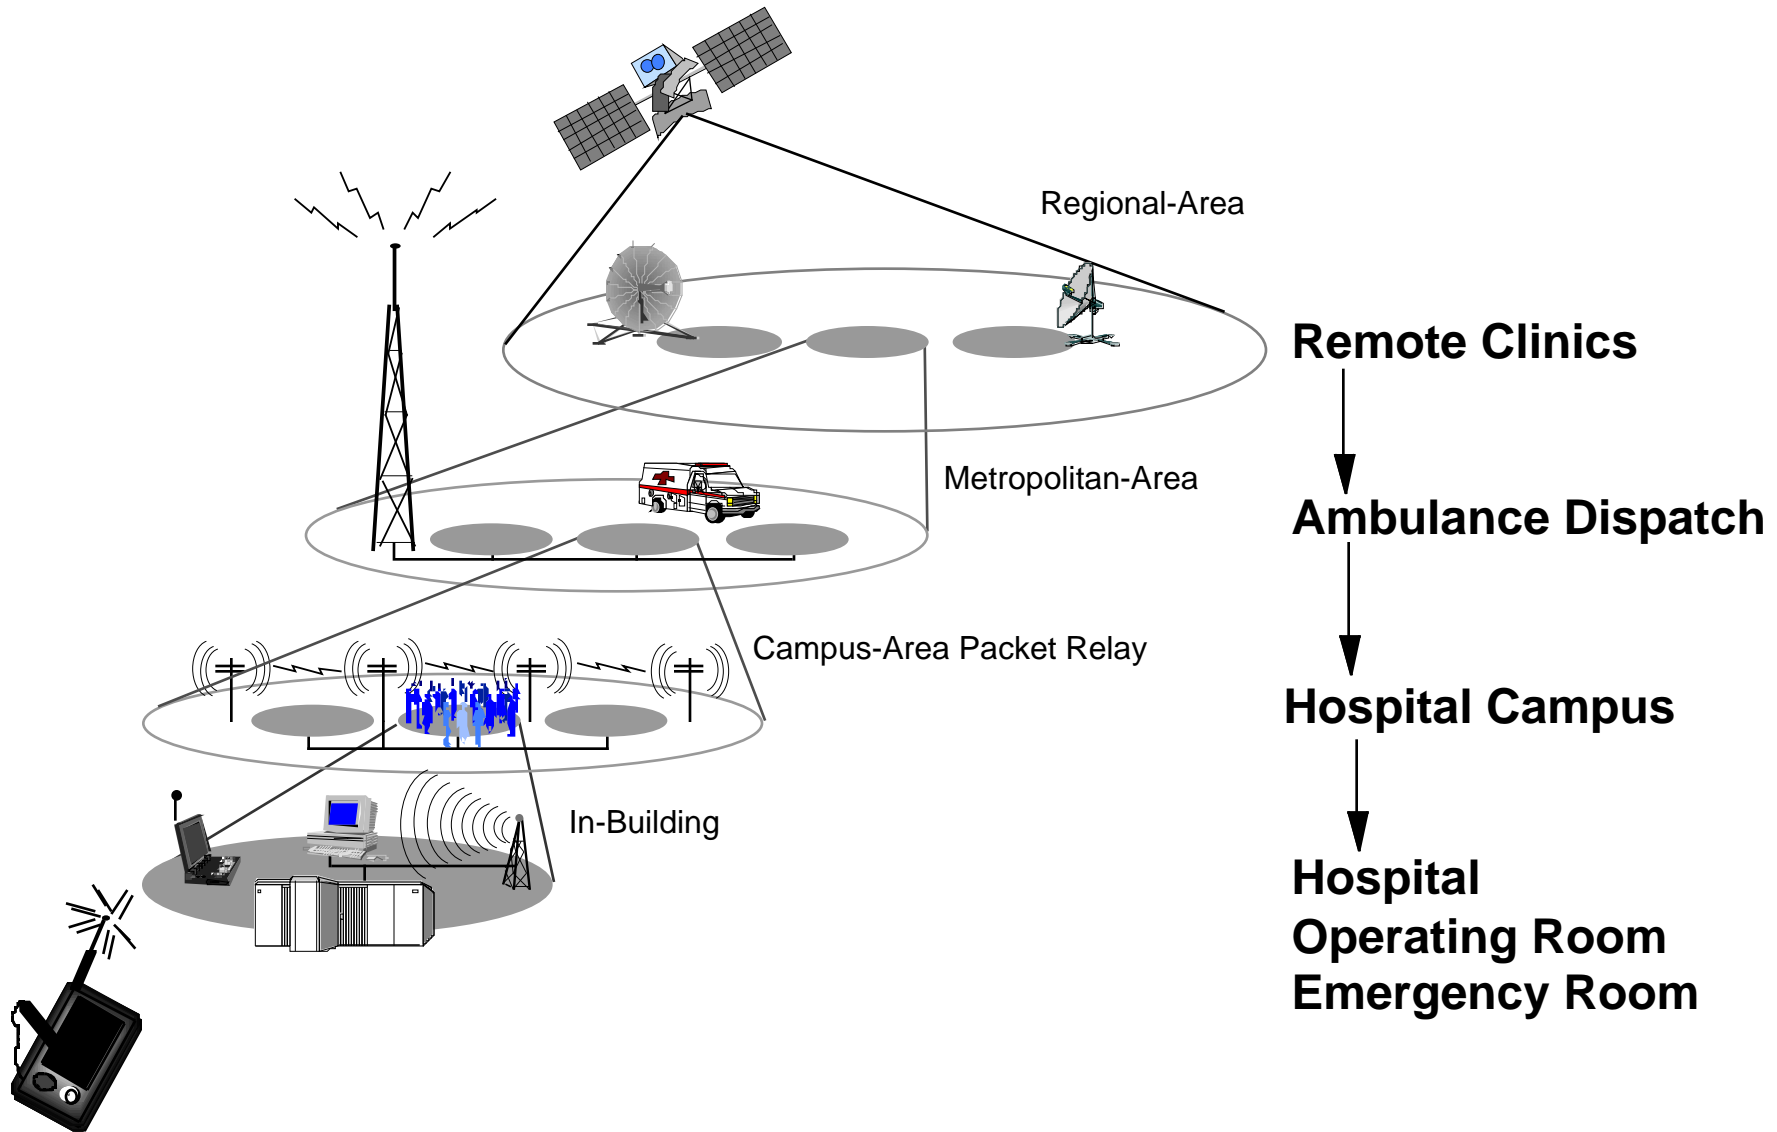 Regional-Area
Remote Clinics
Metropolitan-Area
Ambulance Dispatch
Campus-Area Packet Relay
Hospital Campus
In-Building
Hospital
Operating Room
Emergency Room